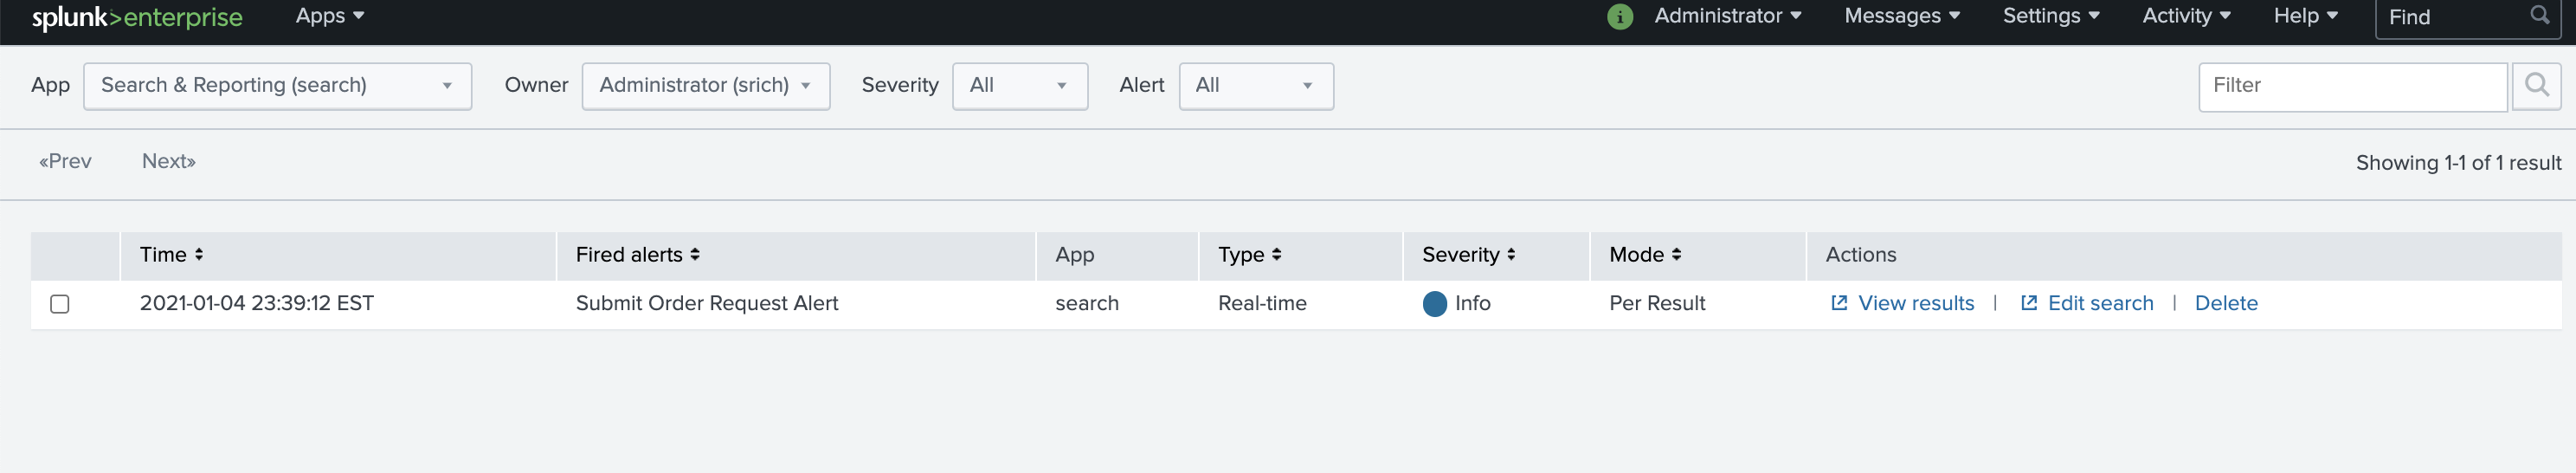 splunk>enterprise Apps Administrator Messages Settings Activity Help Find
App Search & Reporting (search) Owner Administrator (srich) Severity All Alert All Filter
«Prev Next» Showing 1-1 of 1 result
Time Fired alerts App Type Severity Mode Actions
2021-01-04 23:39:12 EST Submit Order Request Alert search Real-time Info Per Result View results | Edit search | Delete